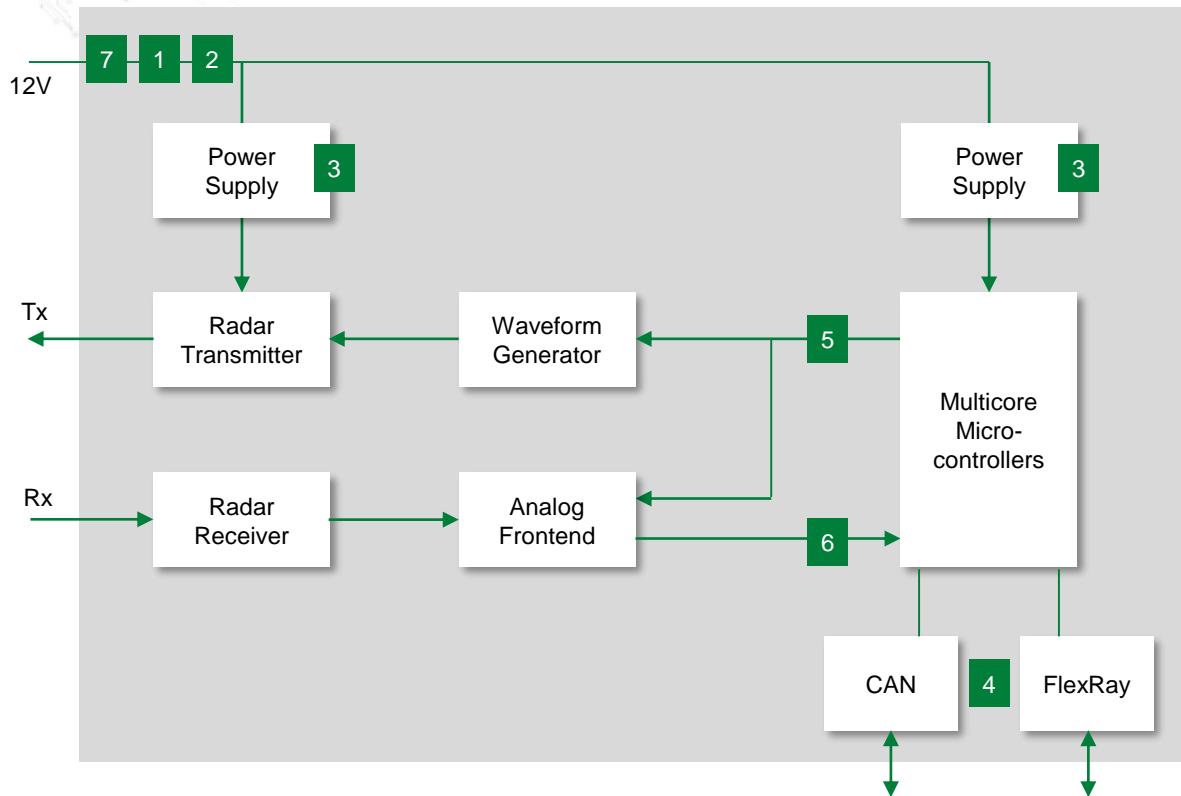 7
1
2
12V
Power
Supply
3
Power
Supply
3
Tx
Radar
Transmitter
Waveform
Generator
5
Multicore
Micro-
controllers
Rx
Radar
Receiver
Analog
Frontend
6
CAN
4
FlexRay